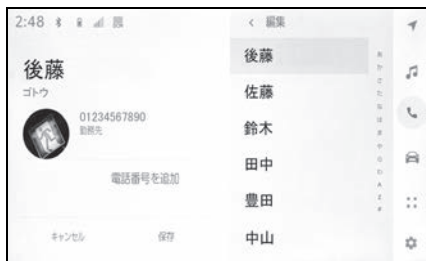 2:48
後藤
ゴトウ
01234567890
勤務先
電話番号を追加
キャンセル
保存
< 編集
後藤
佐藤
鈴木
田中
豊田
中山